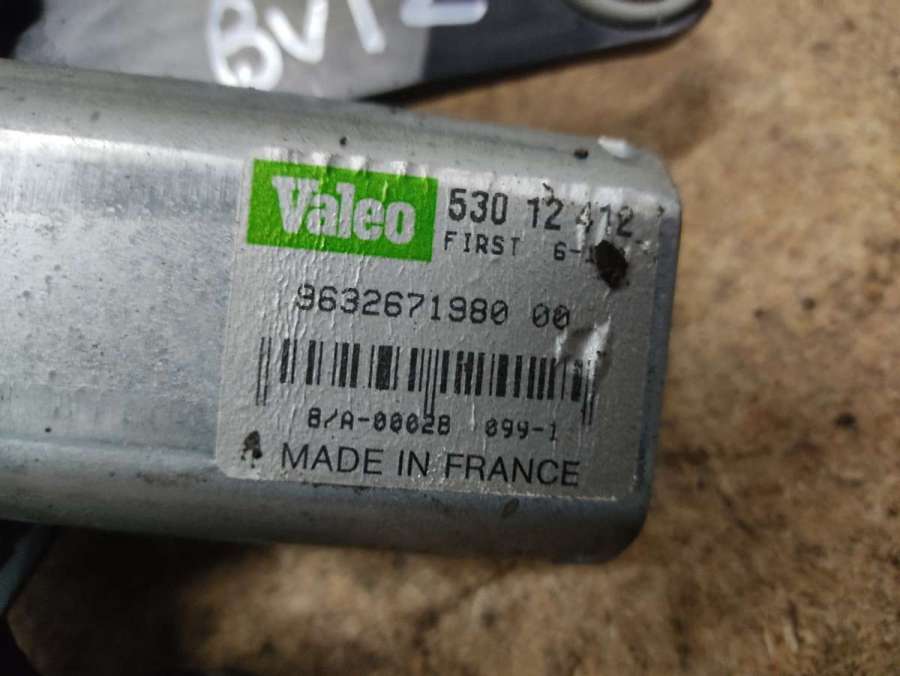 Valeo 530 12 412
FIRST
9632671980 00
8/A-00028 099-1
MADE IN FRANCE